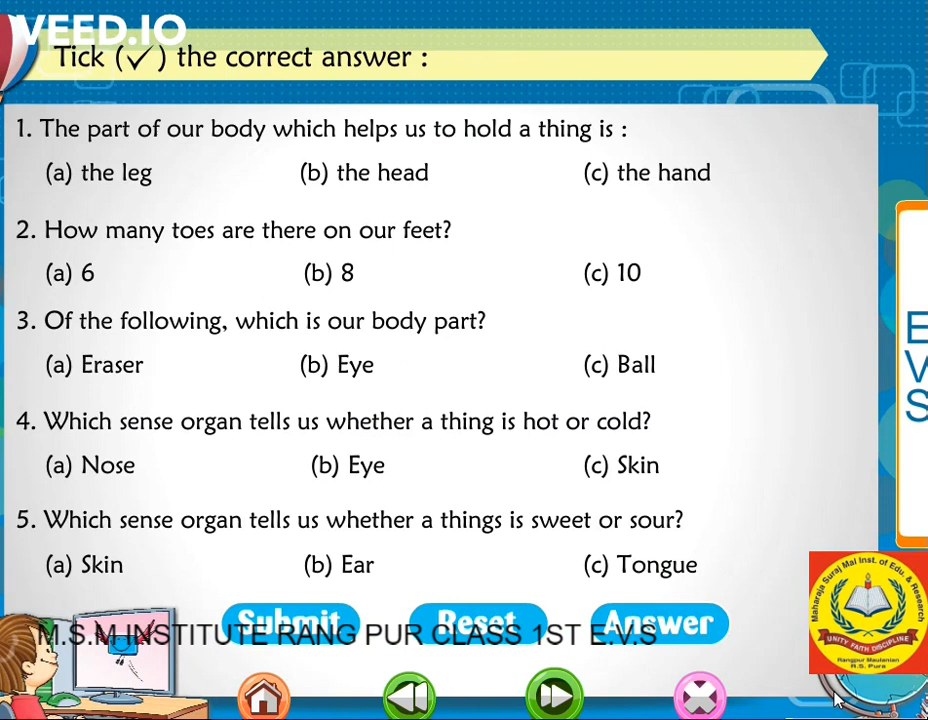 VEED.IO
Tick (✓) the correct answer :
1. The part of our body which helps us to hold a thing is :
(a) the leg (b) the head (c) the hand
2. How many toes are there on our feet?
(a) 6 (b) 8 (c) 10
3. Of the following, which is our body part?
(a) Eraser (b) Eye (c) Ball
4. Which sense organ tells us whether a thing is hot or cold?
(a) Nose (b) Eye (c) Skin
5. Which sense organ tells us whether a things is sweet or sour?
(a) Skin (b) Ear (c) Tongue
Submit Reset Answer
M.S.M INSTITUTE RANG PUR CLASS 1ST E.V.S
E
V
S
Maharaja Suraj Mal Inst. of Edu. & Research
UNITY FAITH DISCIPLINE
Rangpur Maulanian
R.S. Pura